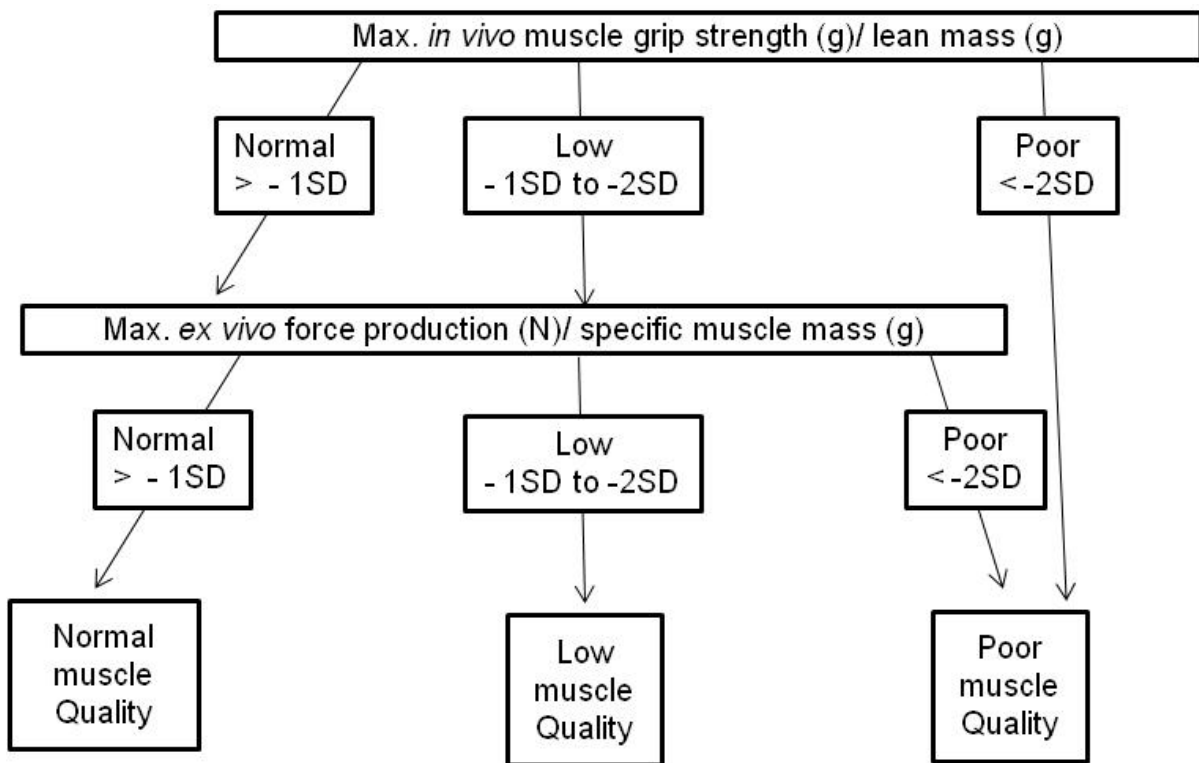 Max. in vivo muscle grip strength (g)/ lean mass (g)
Normal
> - 1SD
Low
- 1SD to -2SD
Poor
< -2SD
Max. ex vivo force production (N)/ specific muscle mass (g)
Normal
> - 1SD
Low
- 1SD to -2SD
Poor
< -2SD
Normal
muscle
Quality
Low
muscle
Quality
Poor
muscle
Quality